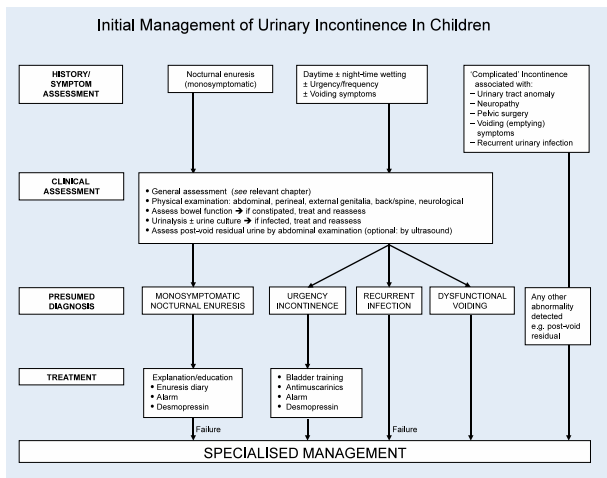 Initial Management of Urinary Incontinence In Children
HISTORY/
SYMPTOM
ASSESSMENT
Nocturnal enuresis
(monosymptomatic)
Daytime ± night-time wetting
± Urgency/frequency
± Voiding symptoms
'Complicated' Incontinence
associated with:
– Urinary tract anomaly
– Neuropathy
– Pelvic surgery
– Voiding (emptying)
symptoms
– Recurrent urinary infection
CLINICAL
ASSESSMENT
• General assessment (see relevant chapter)
• Physical examination: abdominal, perineal, external genitalia, back/spine, neurological
• Assess bowel function ➔ if constipated, treat and reassess
• Urinalysis ± urine culture ➔ if infected, treat and reassess
• Assess post-void residual urine by abdominal examination (optional: by ultrasound)
PRESUMED
DIAGNOSIS
MONOSYMPTOMATIC
NOCTURNAL ENURESIS
URGENCY
INCONTINENCE
RECURRENT
INFECTION
DYSFUNCTIONAL
VOIDING
Any other
abnormality
detected
e.g. post-void
residual
TREATMENT
Explanation/education
• Enuresis diary
• Alarm
• Desmopressin
• Bladder training
• Antimuscarinics
• Alarm
• Desmopressin
Failure
Failure
SPECIALISED MANAGEMENT